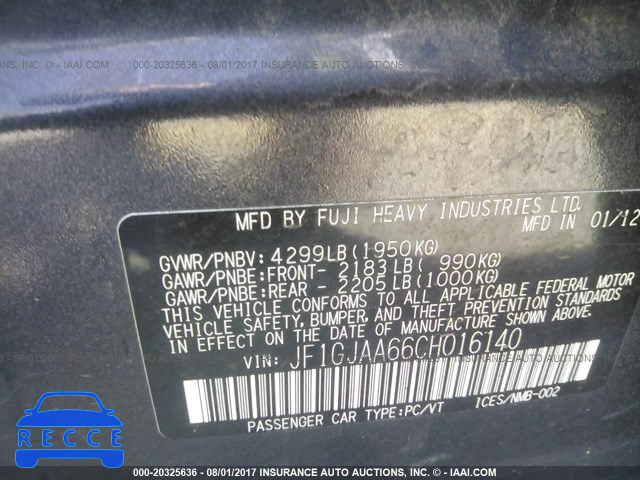 000-20325636 - 08/01/2017 INSURANCE AUTO AUCTIONS, INC. - © IAAI.COM
MFD BY FUJI HEAVY INDUSTRIES LTD.
MFD IN 01/12
GVWR/PNBV: 4299LB(1950KG)
GAWR/PNBE:FRONT- 2183LB( 990KG)
GAWR/PNBE:REAR - 2205LB(1000KG)
THIS VEHICLE CONFORMS TO ALL APPLICABLE FEDERAL MOTOR
VEHICLE SAFETY, BUMPER, AND THEFT PREVENTION STANDARDS
IN EFFECT ON THE DATE OF MANUFACTURE SHOWN ABOVE.
VIN: JF1GJAA66CH016140
PASSENGER CAR TYPE:PC/VT ICES/NMB-002
RECCE
000-20325636 - 08/01/2017 INSURANCE AUTO AUCTIONS, INC. - © IAAI.COM